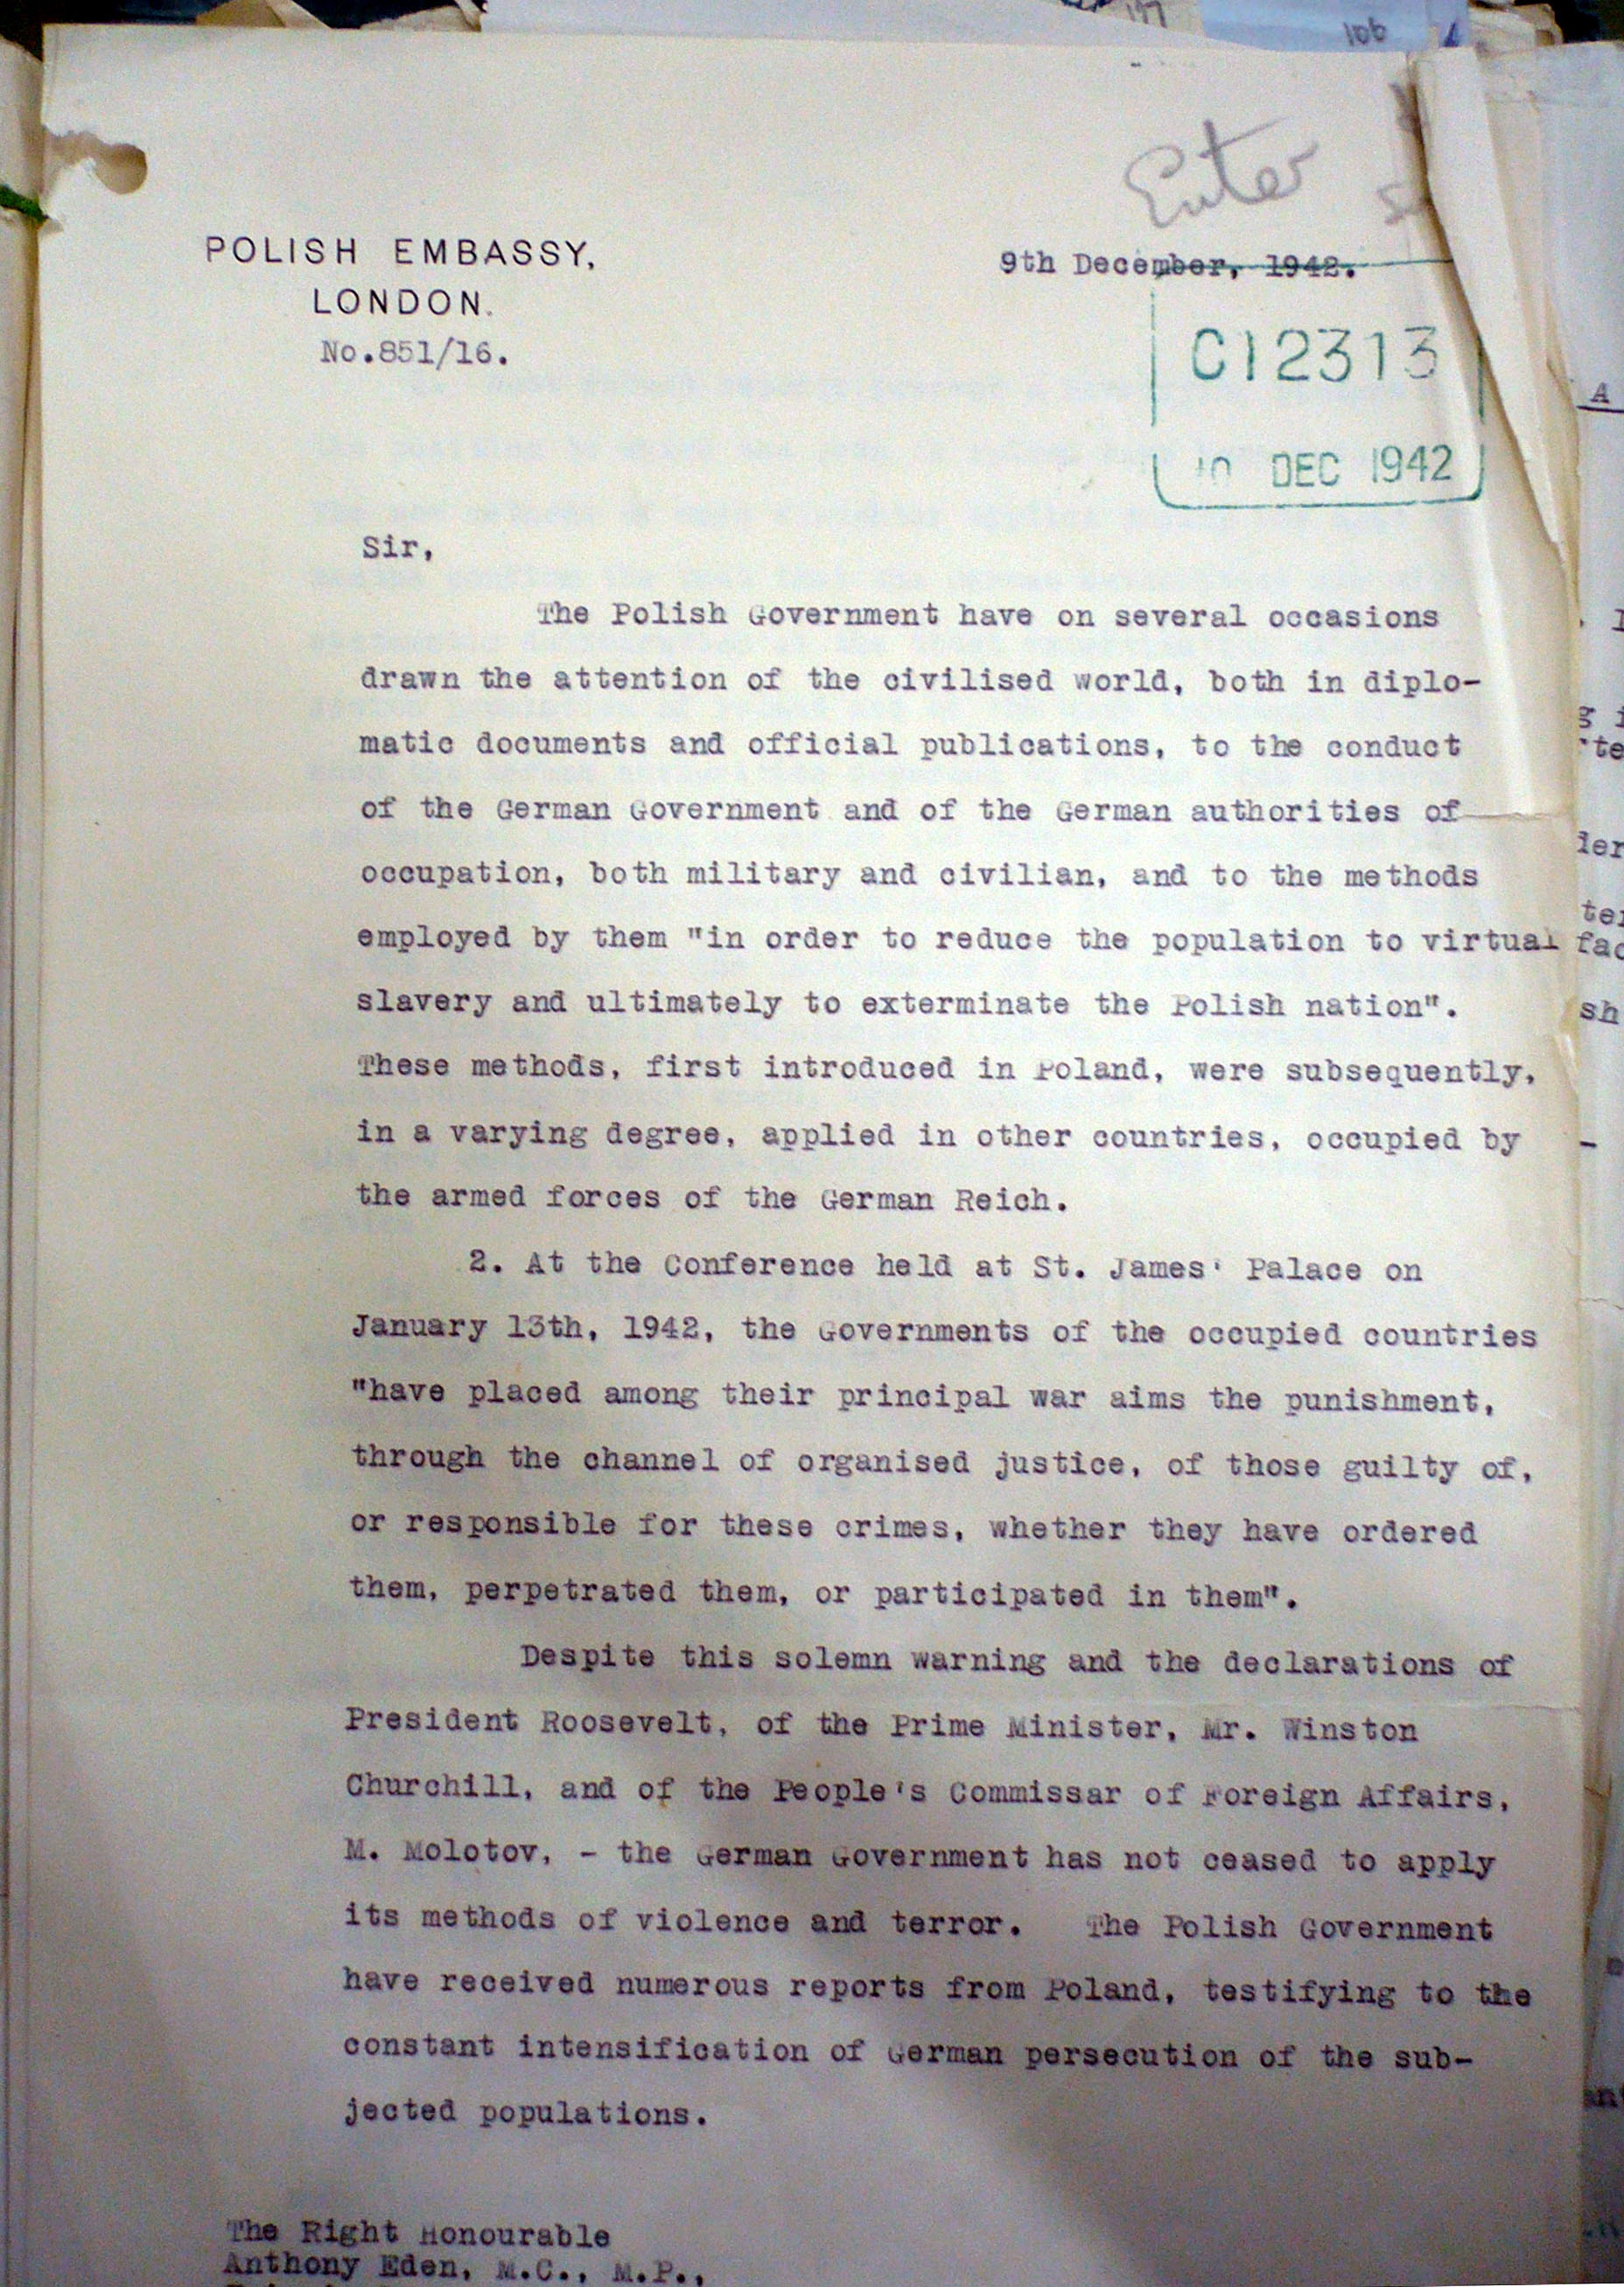 106
Enter
POLISH EMBASSY,
LONDON.
No.851/16.
9th December, 1942.
C12313
10 DEC 1942
Sir,
The Polish Government have on several occasions
drawn the attention of the civilised world, both in diplo-
matic documents and official publications, to the conduct
of the German Government and of the German authorities of
occupation, both military and civilian, and to the methods
employed by them "in order to reduce the population to virtual
slavery and ultimately to exterminate the Polish nation".
These methods, first introduced in Poland, were subsequently,
in a varying degree, applied in other countries, occupied by
the armed forces of the German Reich.
2. At the Conference held at St. James' Palace on
January 13th, 1942, the Governments of the occupied countries
"have placed among their principal war aims the punishment,
through the channel of organised justice, of those guilty of,
or responsible for these crimes, whether they have ordered
them, perpetrated them, or participated in them".
Despite this solemn warning and the declarations of
President Roosevelt, of the Prime Minister, Mr. Winston
Churchill, and of the People's Commissar of Foreign Affairs,
M. Molotov, - the German Government has not ceased to apply
its methods of violence and terror. The Polish Government
have received numerous reports from Poland, testifying to the
constant intensification of German persecution of the sub-
jected populations.
The Right Honourable
Anthony Eden, M.C., M.P.,